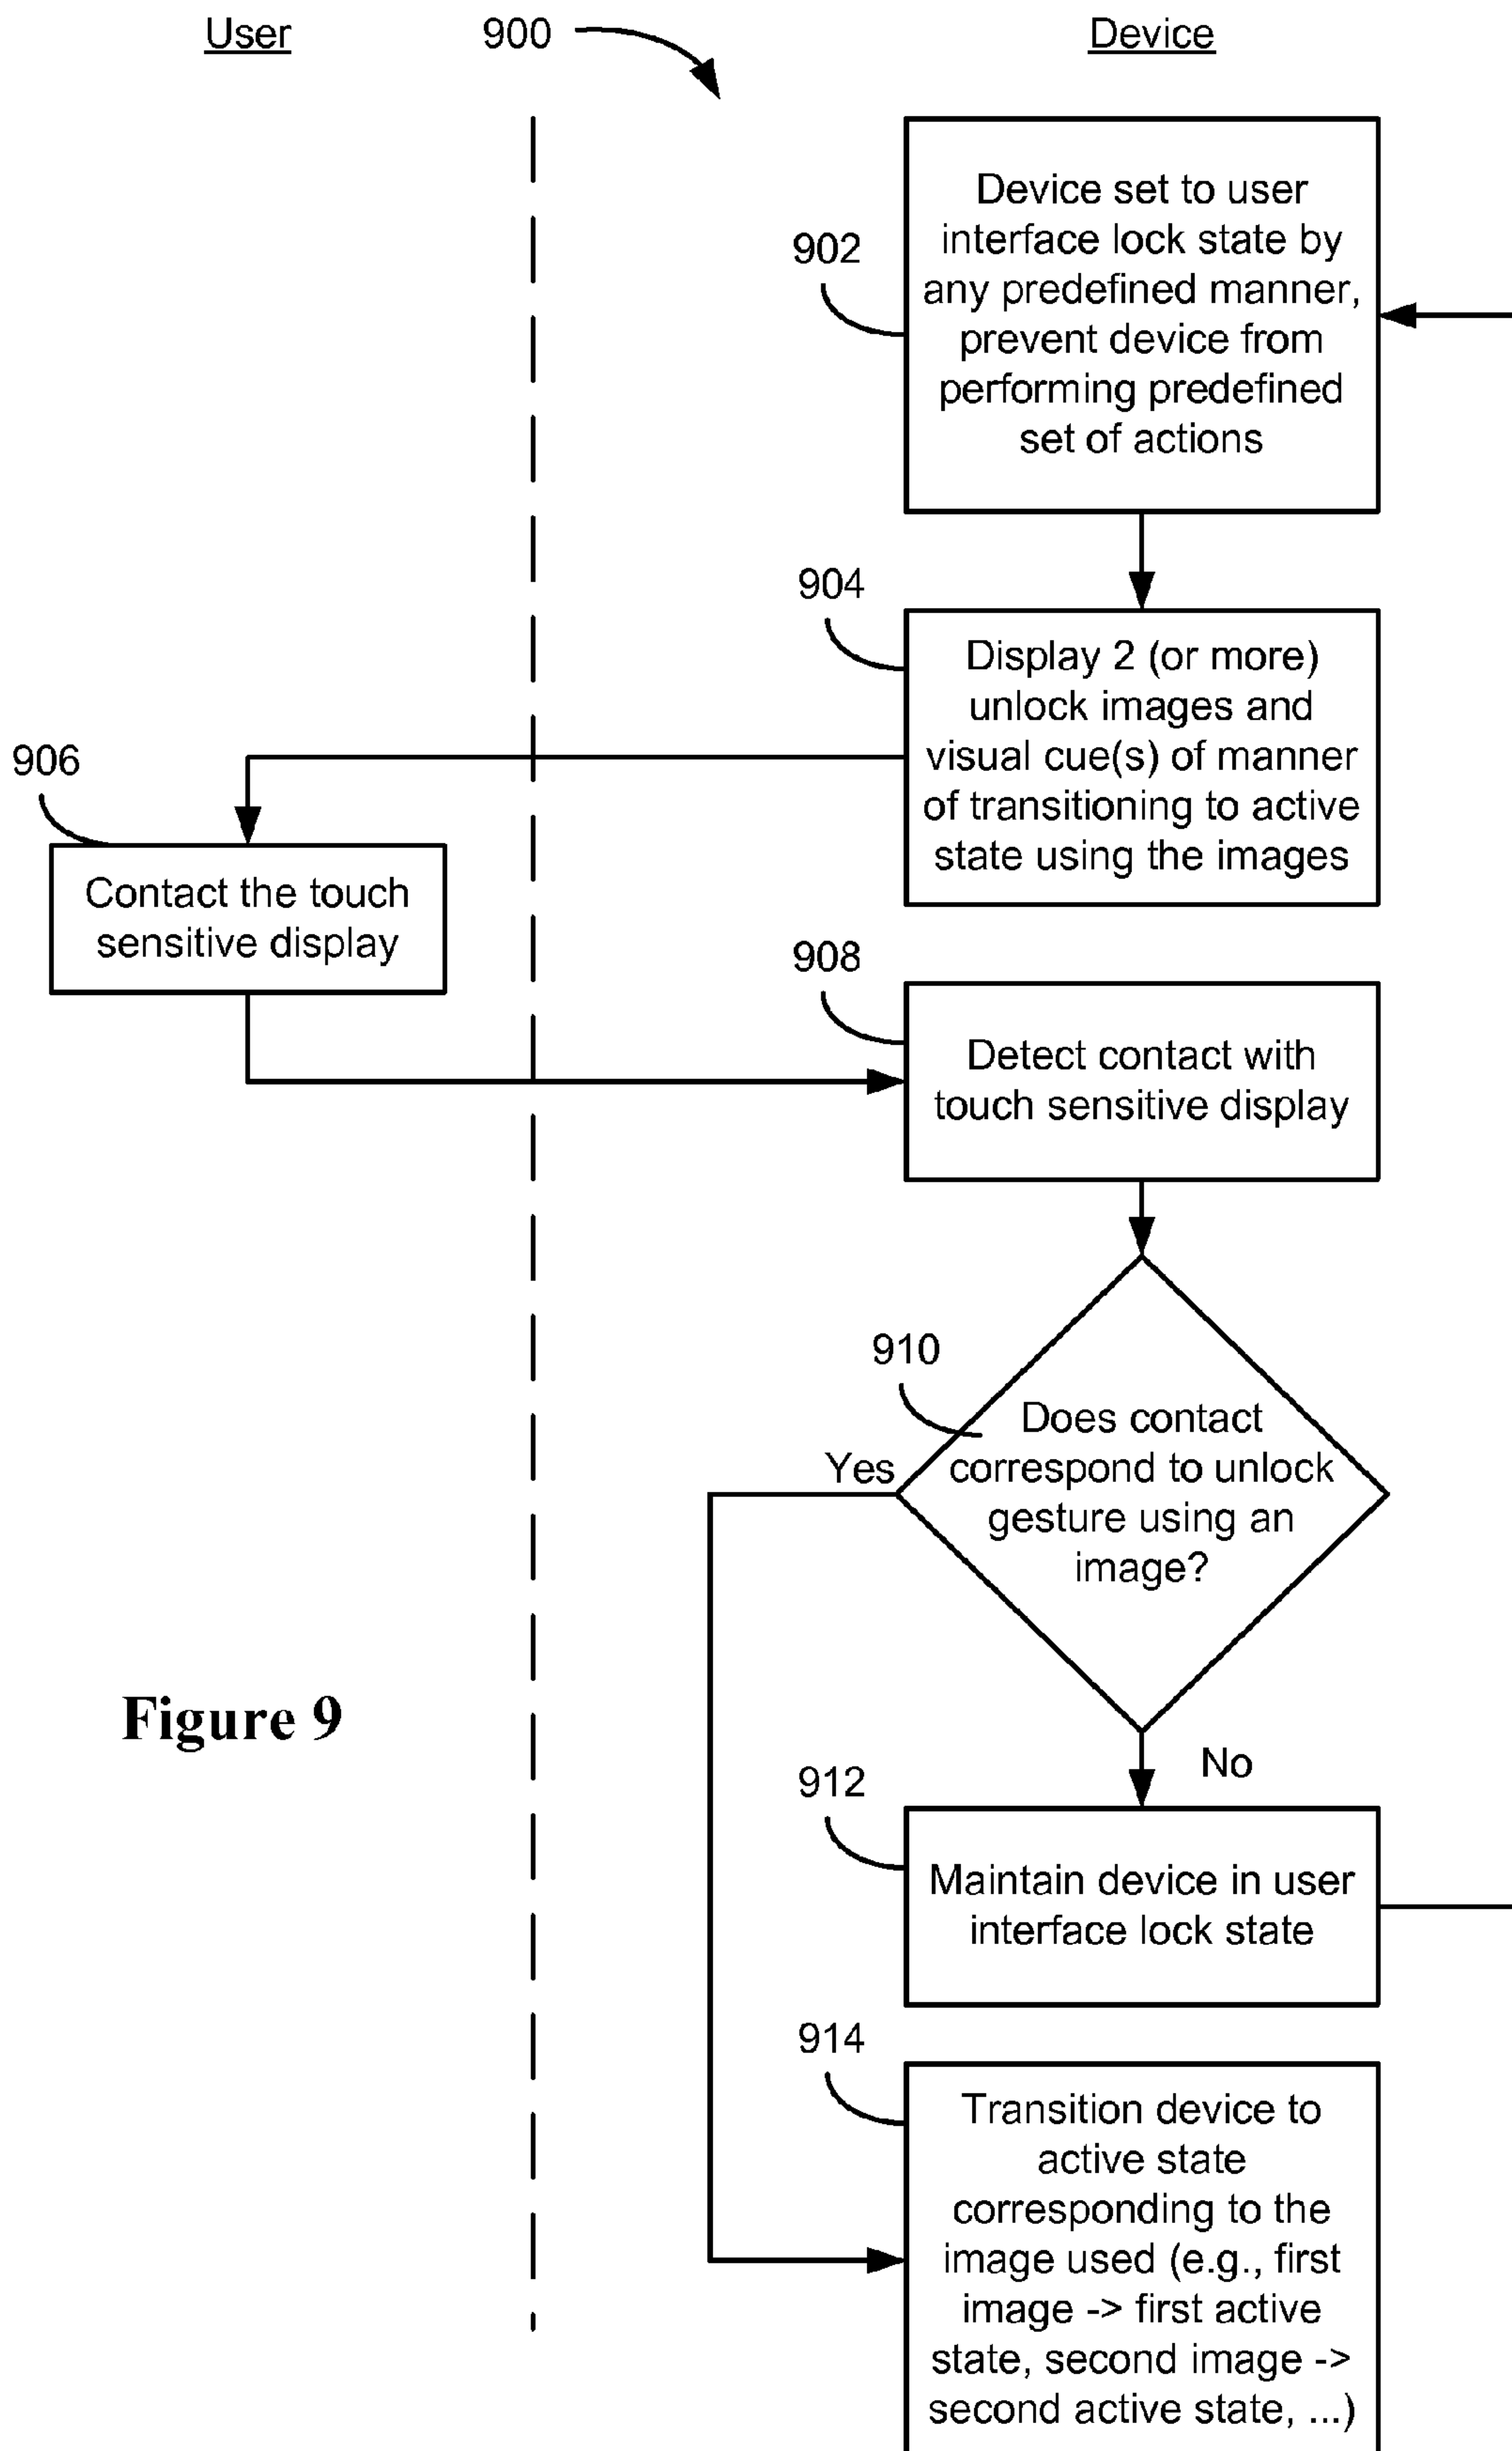 User
900
Device
902
Device set to user
interface lock state by
any predefined manner,
prevent device from
performing predefined
set of actions
904
Display 2 (or more)
unlock images and
visual cue(s) of manner
of transitioning to active
state using the images
906
Contact the touch
sensitive display
908
Detect contact with
touch sensitive display
910
Does contact
correspond to unlock
gesture using an
image?
Yes
No
Figure 9
912
Maintain device in user
interface lock state
914
Transition device to
active state
corresponding to the
image used (e.g., first
image -> first active
state, second image ->
second active state, ...)